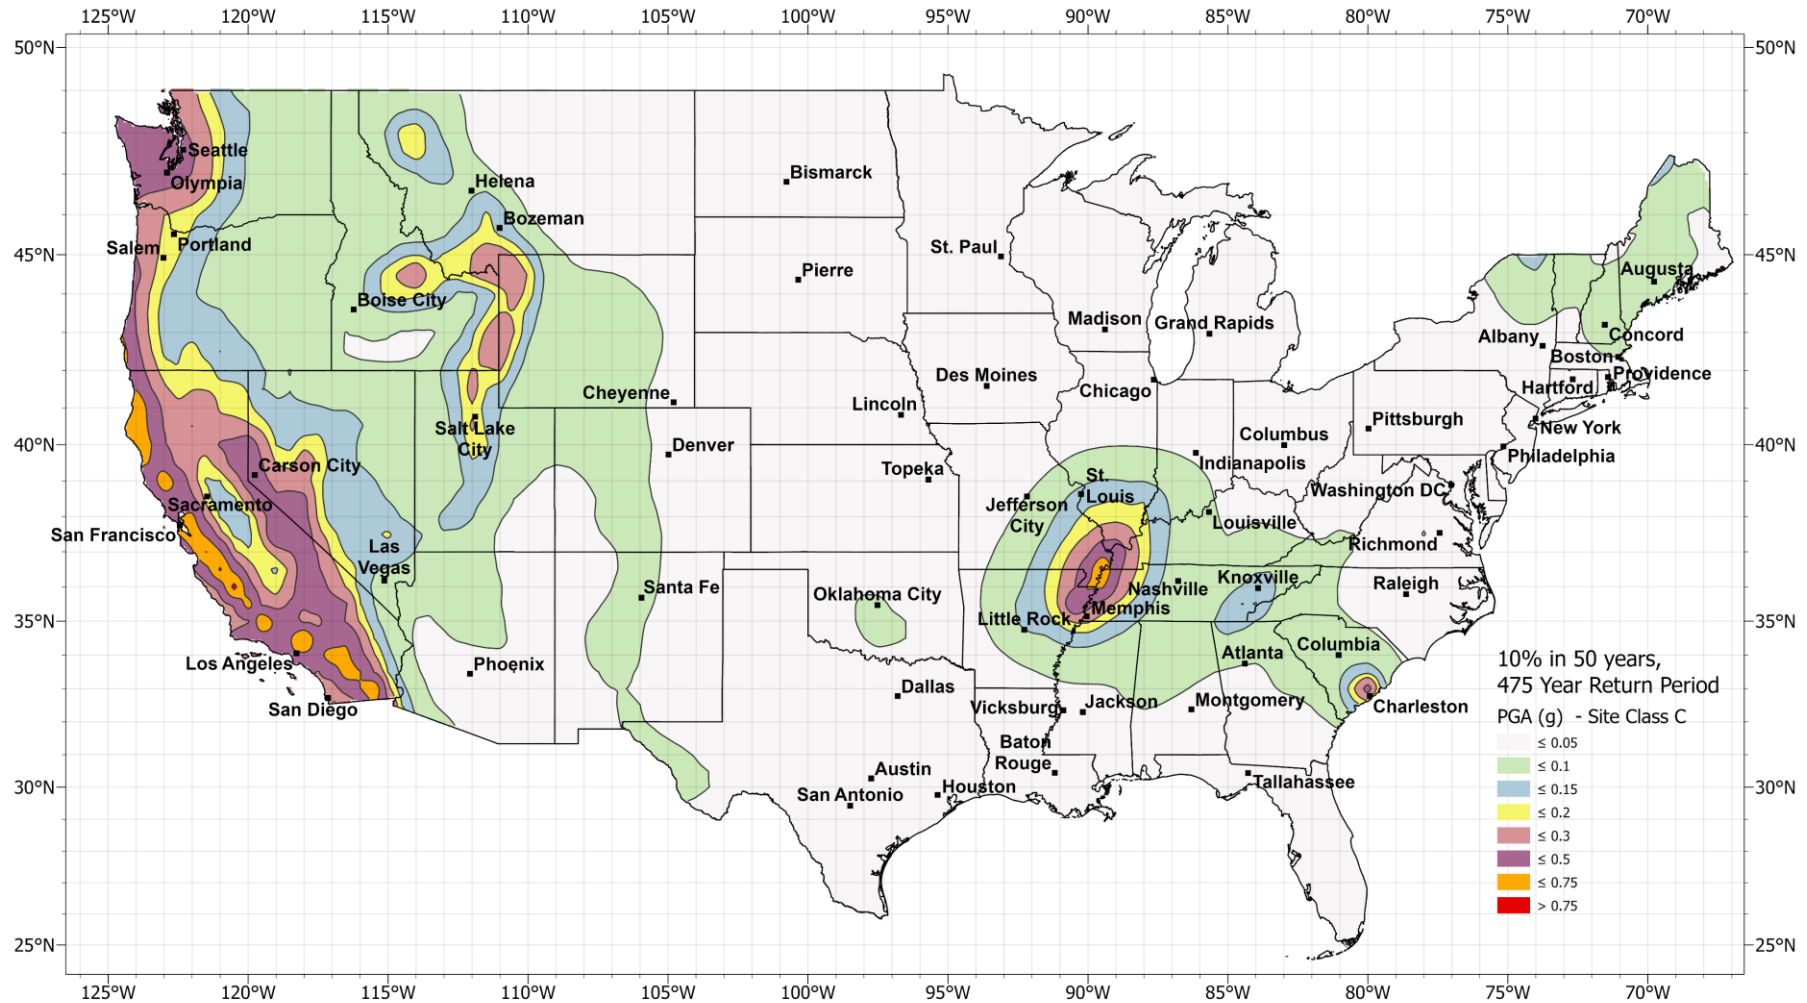 125°W 120°W 115°W 110°W 105°W 100°W 95°W 90°W 85°W 80°W 75°W 70°W
50°N 50°N
Seattle
Olympia
Helena
Bismarck
Bozeman
Salem
Portland
St. Paul
45°N 45°N
Pierre
Augusta
Boise City
Madison
Grand Rapids
Albany
Concord
Boston
Providence
Des Moines
Hartford
Cheyenne
Chicago
Lincoln
Pittsburgh
New York
Salt Lake
City
Columbus
40°N 40°N
Denver
Philadelphia
Carson City
Topeka
Indianapolis
St.
Louis
Washington DC
Sacramento
Jefferson
City
Louisville
San Francisco
Richmond
Las
Vegas
Santa Fe
Oklahoma City
Nashville
Knoxville
Raleigh
Memphis
35°N 35°N
Little Rock
Columbia
Los Angeles
Phoenix
Atlanta
10% in 50 years,
475 Year Return Period
Dallas
San Diego
Vicksburg
Jackson
Montgomery
Charleston
PGA (g) - Site Class C
Baton
Rouge
≤ 0.05
≤ 0.1
Austin
Houston
Tallahassee
30°N 30°N
San Antonio
≤ 0.15
≤ 0.2
≤ 0.3
≤ 0.5
≤ 0.75
> 0.75
25°N 25°N
125°W 120°W 115°W 110°W 105°W 100°W 95°W 90°W 85°W 80°W 75°W 70°W